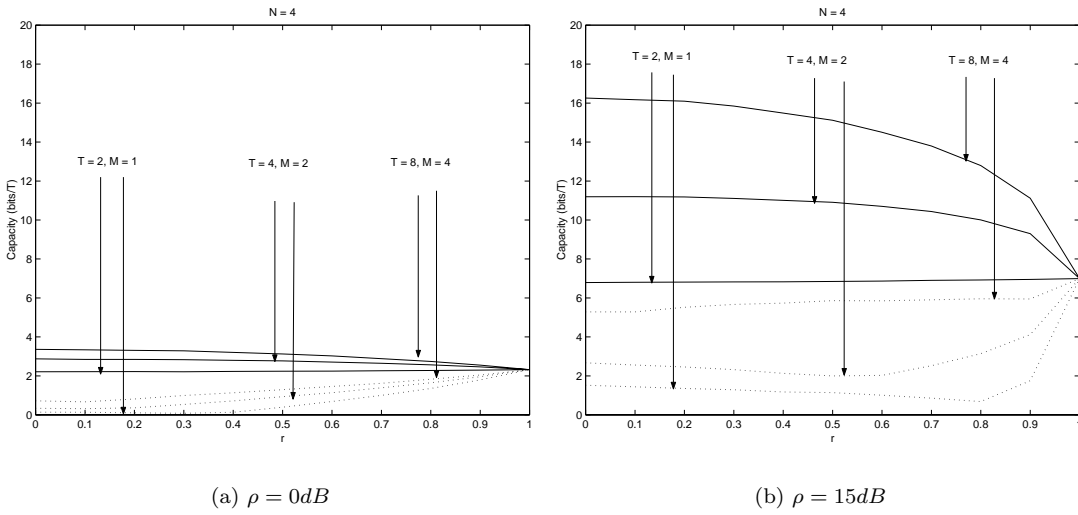 N = 4
20
18
16
14
12
10
8
6
4
2
0
Capacity (bits/T)
T = 2, M = 1
T = 4, M = 2
T = 8, M = 4
0 0.1 0.2 0.3 0.4 0.5 0.6 0.7 0.8 0.9 1
r
(a) ρ = 0dB
N = 4
20
18
16
14
12
10
8
6
4
2
0
Capacity (bits/T)
T = 2, M = 1
T = 4, M = 2
T = 8, M = 4
0 0.1 0.2 0.3 0.4 0.5 0.6 0.7 0.8 0.9 1
r
(b) ρ = 15dB